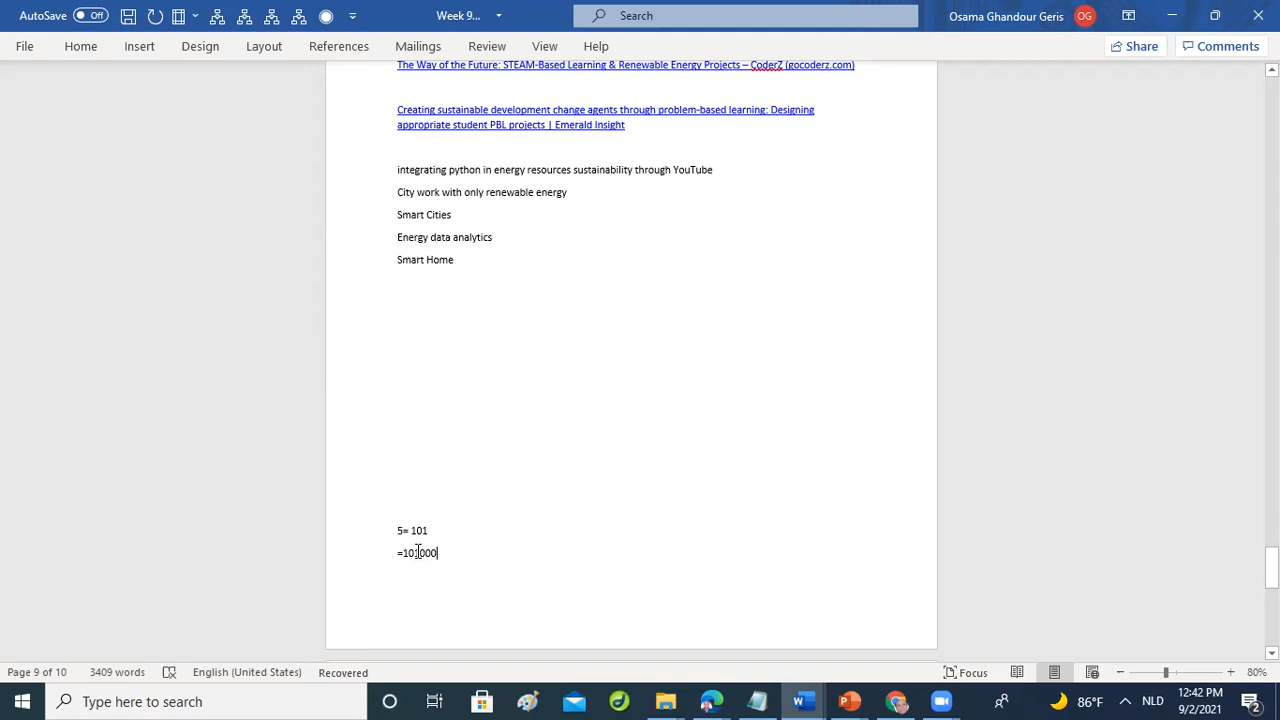 AutoSave Off Week 9... Search Osama Ghandour Geris OG
File Home Insert Design Layout References Mailings Review View Help Share Comments
The Way of the Future: STEAM-Based Learning & Renewable Energy Projects – CoderZ (gocoderz.com)
Creating sustainable development change agents through problem-based learning: Designing
appropriate student PBL projects | Emerald Insight
integrating python in energy resources sustainability through YouTube
City work with only renewable energy
Smart Cities
Energy data analytics
Smart Home
5= 101
=101000
Page 9 of 10 3409 words English (United States) Recovered Focus 80%
Type here to search 86°F NLD 12:42 PM
9/2/2021 2